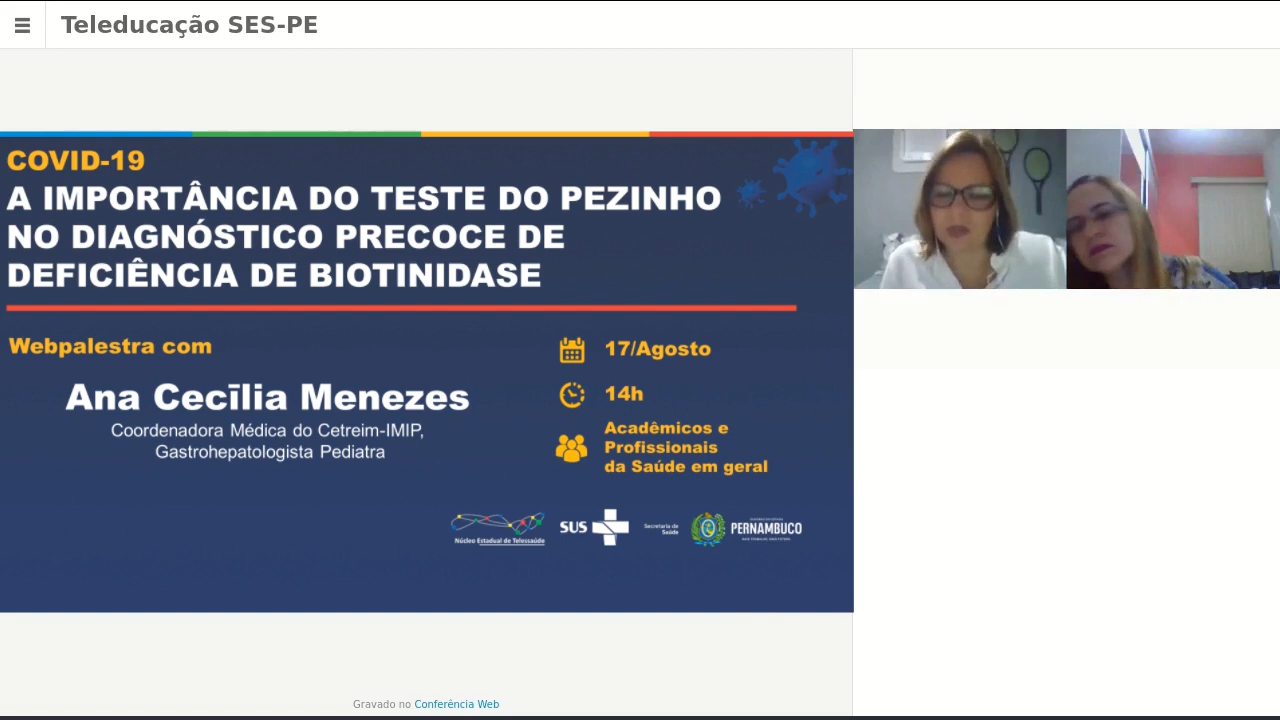 Teleducação SES-PE
COVID-19
A IMPORTÂNCIA DO TESTE DO PEZINHO
NO DIAGNÓSTICO PRECOCE DE
DEFICIÊNCIA DE BIOTINIDASE
Webpalestra com
Ana Cecīlia Menezes
Coordenadora Médica do Cetreim-IMIP,
Gastrohepatologista Pediatra
17/Agosto
14h
Acadêmicos e
Profissionais
da Saúde em geral
Núcleo Estadual de Telessaúde
SUS
Secretaria de
Saúde
PERNAMBUCO
Gravado no Conferência Web